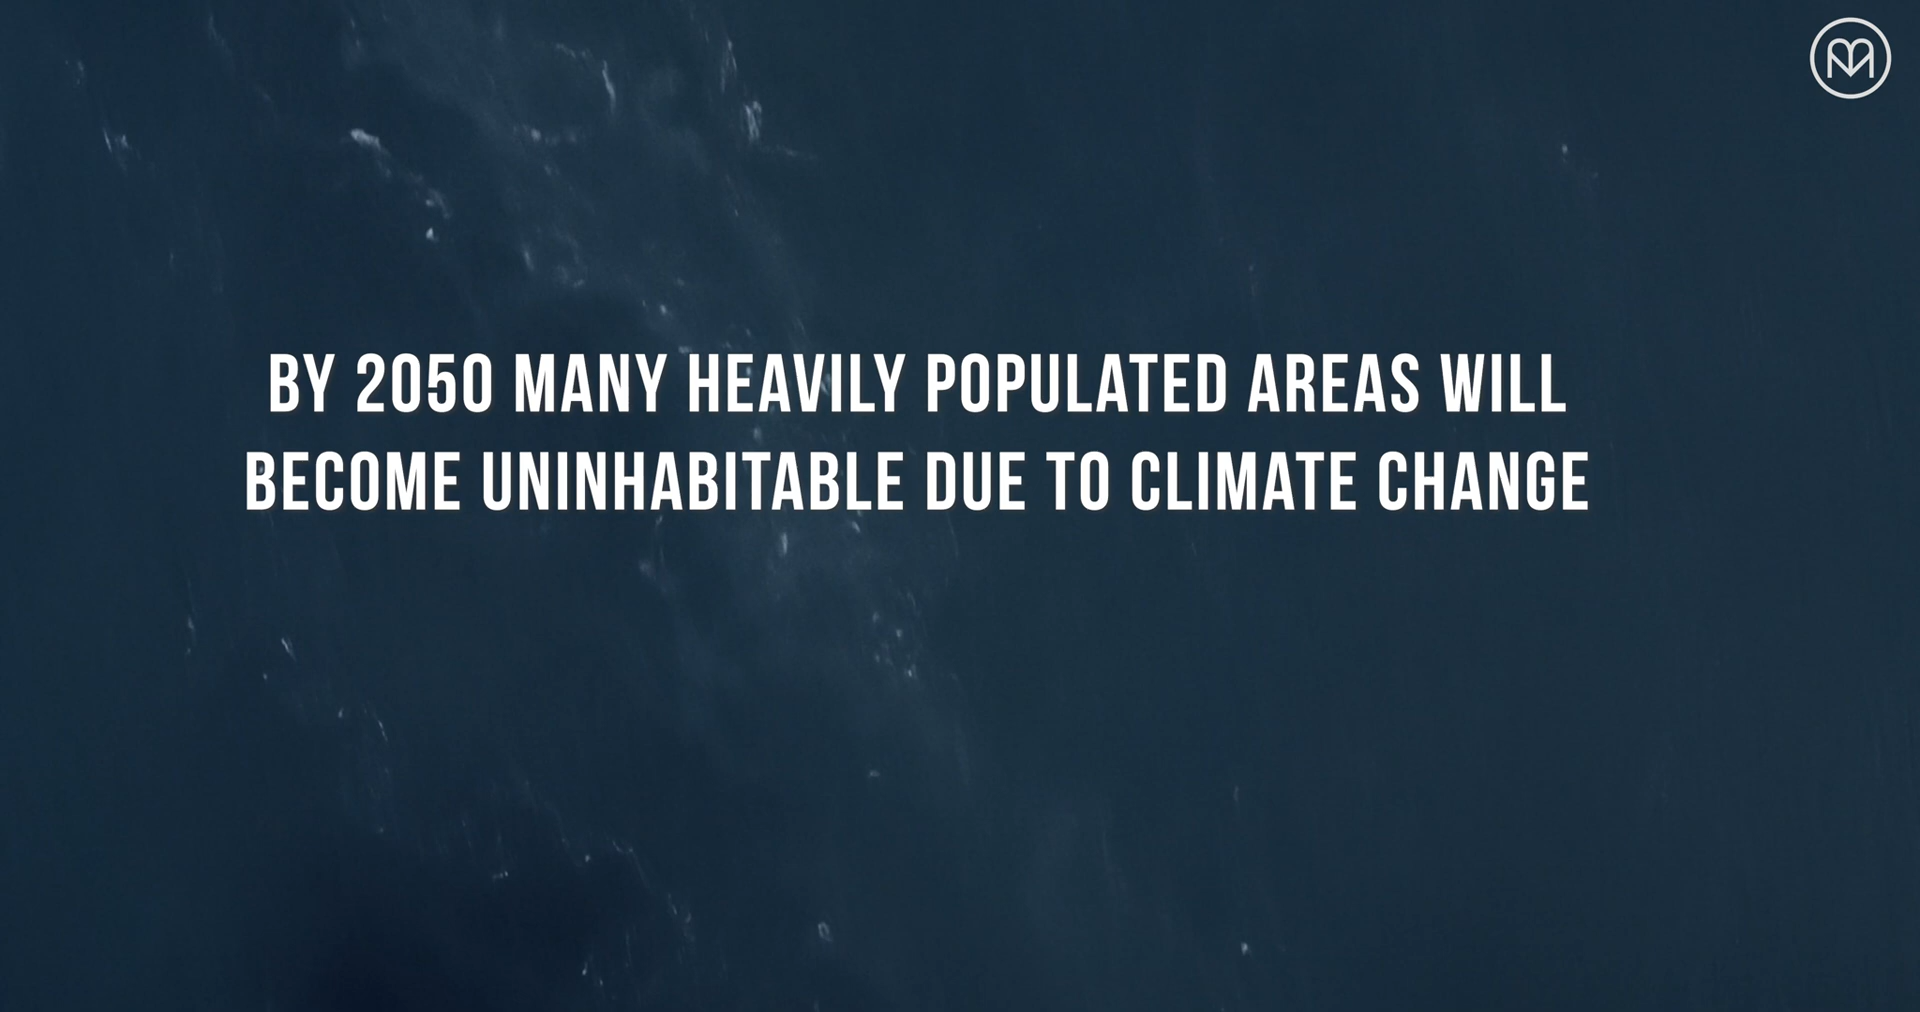 BY 2050 MANY HEAVILY POPULATED AREAS WILL
BECOME UNINHABITABLE DUE TO CLIMATE CHANGE